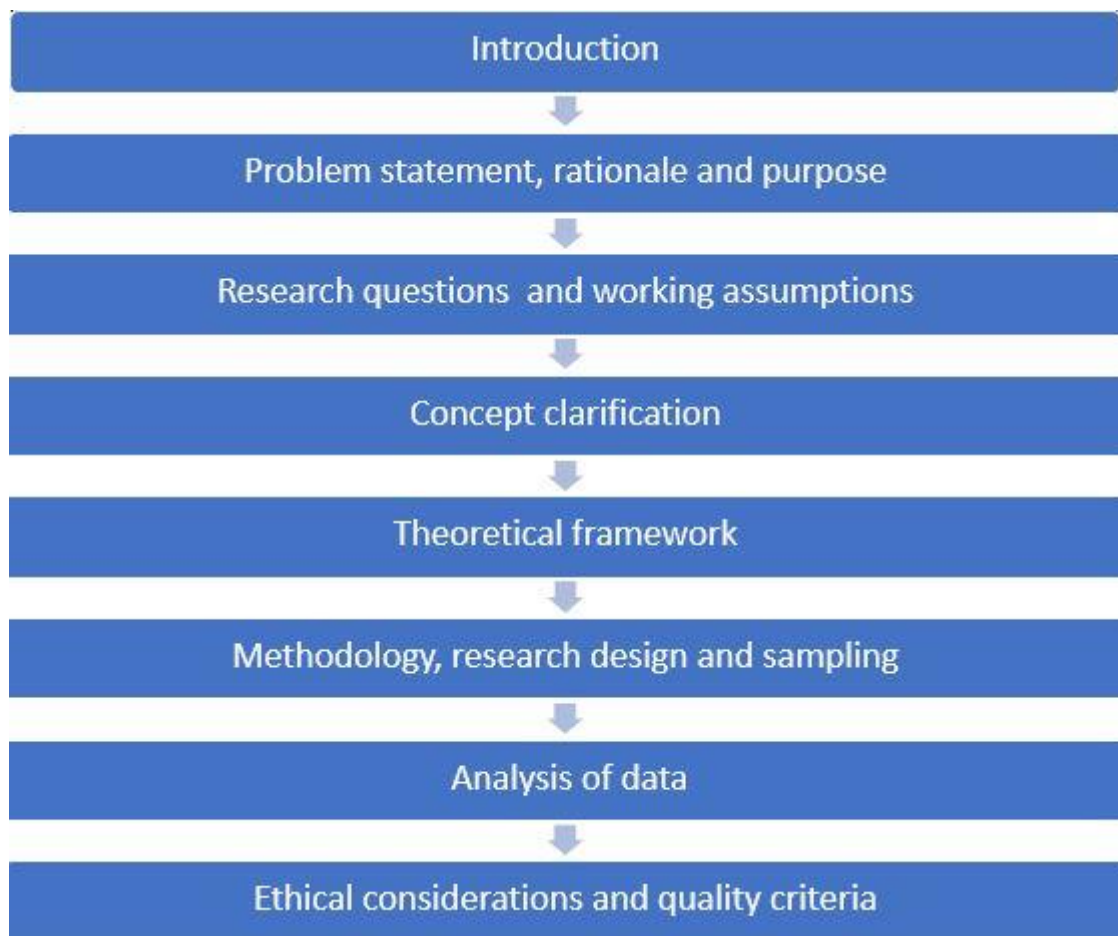 Introduction
Problem statement, rationale and purpose
Research questions  and working assumptions
Concept clarification
Theoretical framework
Methodology, research design and sampling
Analysis of data
Ethical considerations and quality criteria